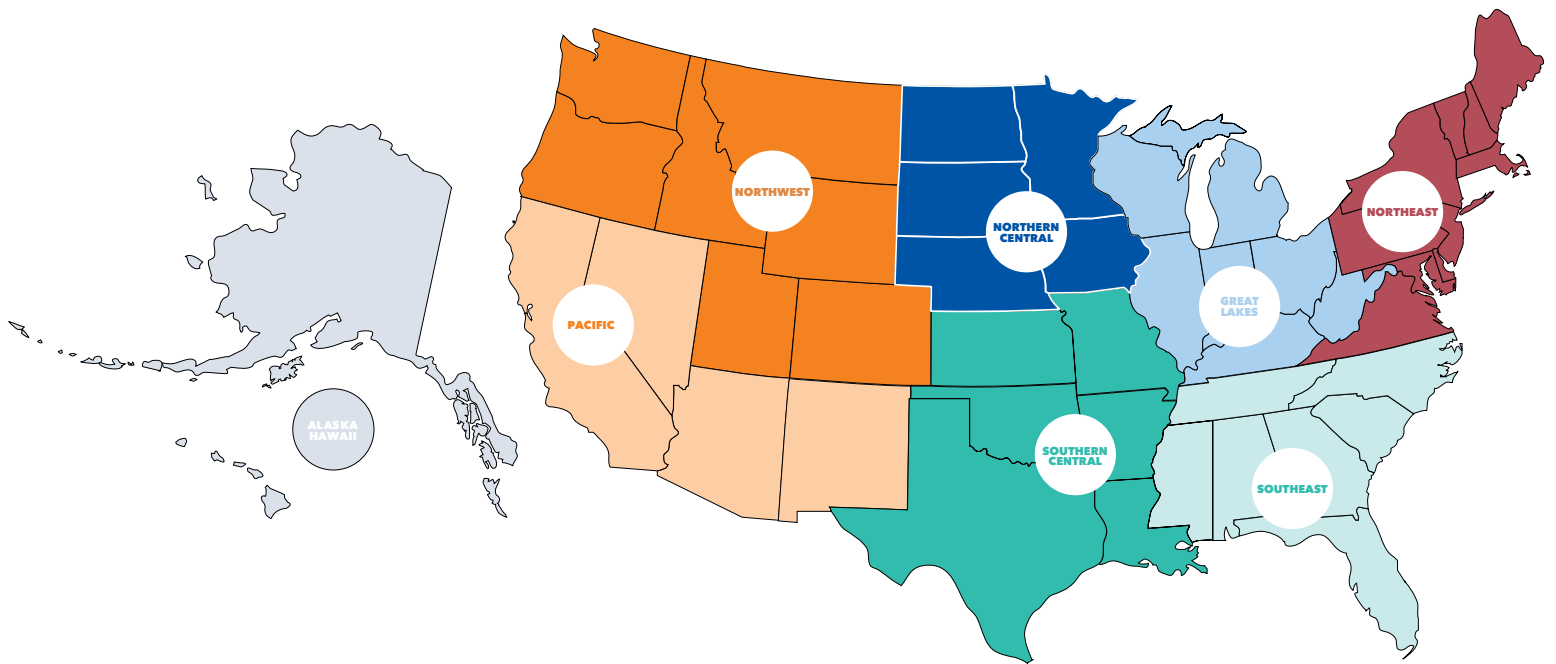 NORTHWEST
NORTHERN
CENTRAL
NORTHEAST
PACIFIC
GREAT
LAKES
ALASKA
HAWAII
SOUTHERN
CENTRAL
SOUTHEAST